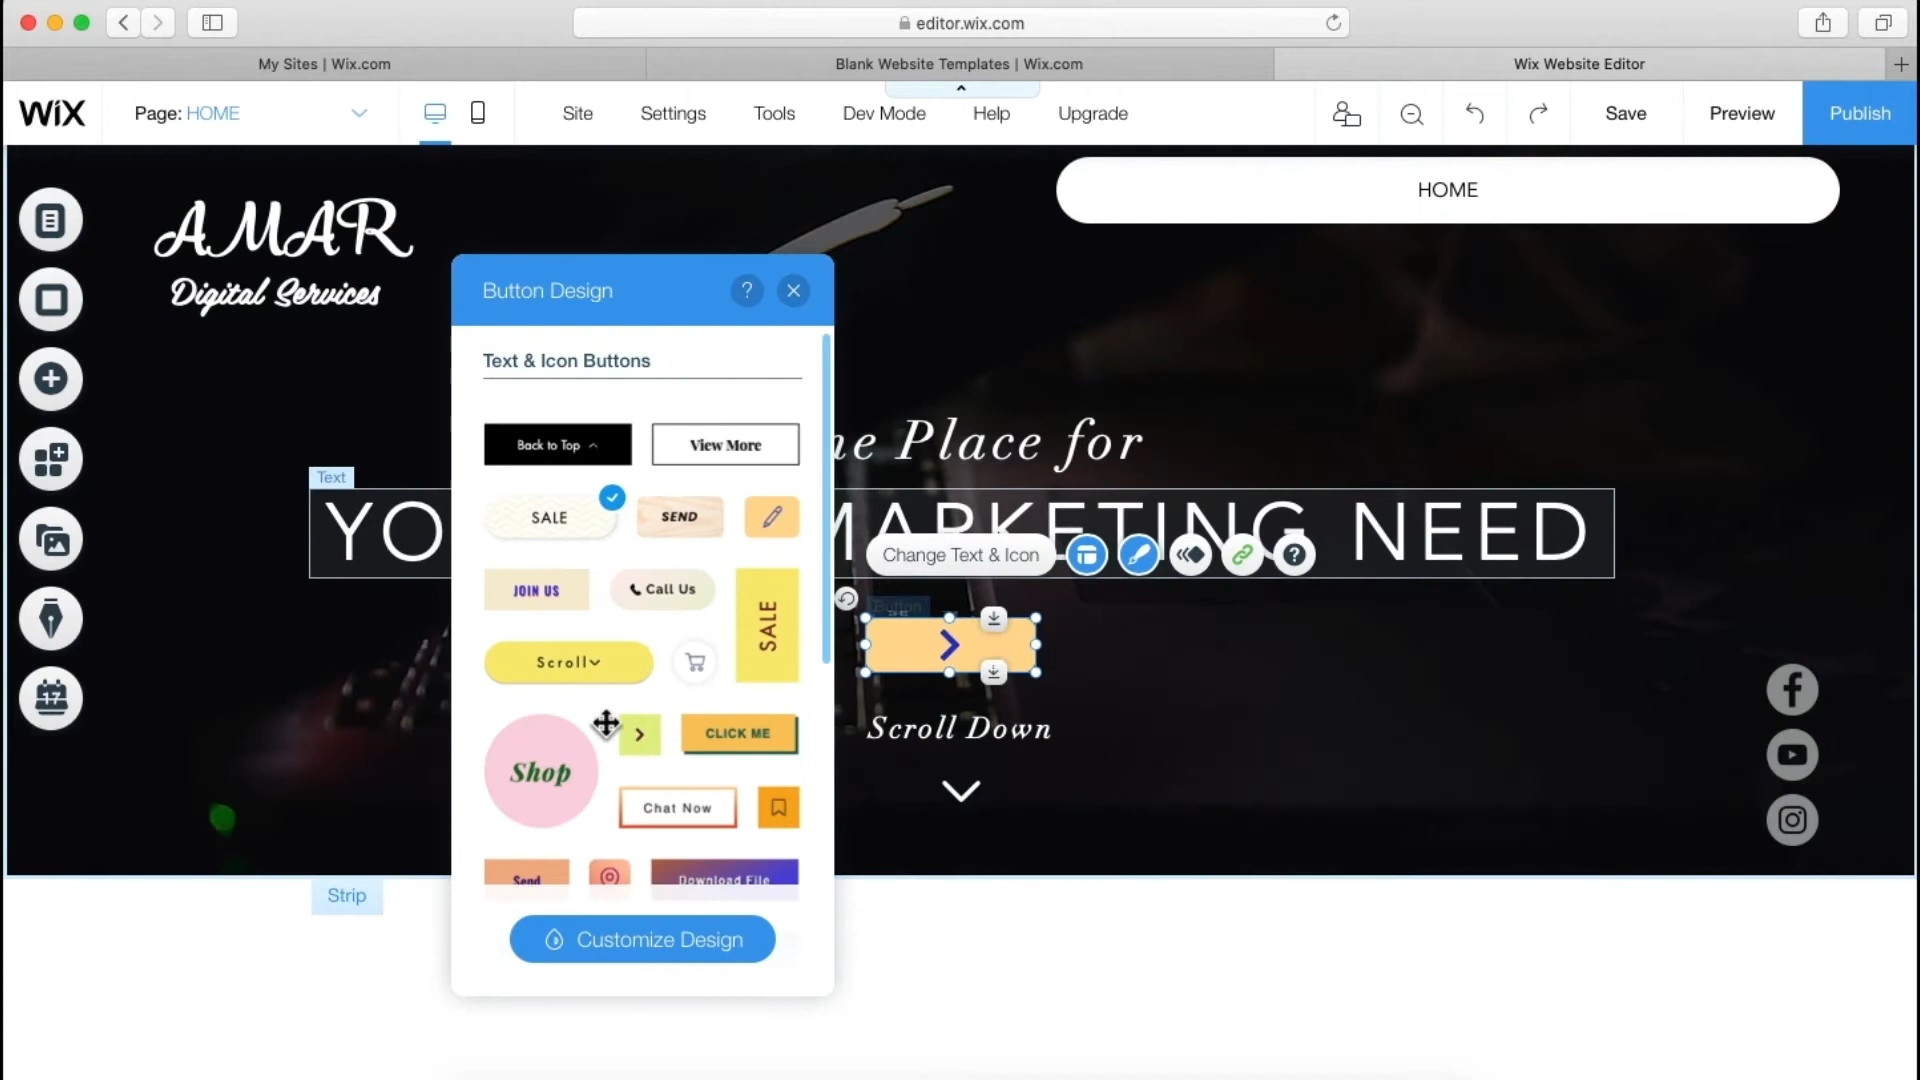 editor.wix.com
My Sites | Wix.com
Blank Website Templates | Wix.com
Wix Website Editor
WiX
Page: HOME
Site
Settings
Tools
Dev Mode
Help
Upgrade
Save
Preview
Publish
HOME
AMAR
Digital Services
Button Design
?
Text & Icon Buttons
Back to Top
View More
SALE
SEND
JOIN US
Call Us
SALE
Scroll
Shop
CLICK ME
Chat Now
Send
Download File
Customize Design
Place for
Text
YO MARKETING NEED
Change Text & Icon
?
Button
Scroll Down
17
Strip